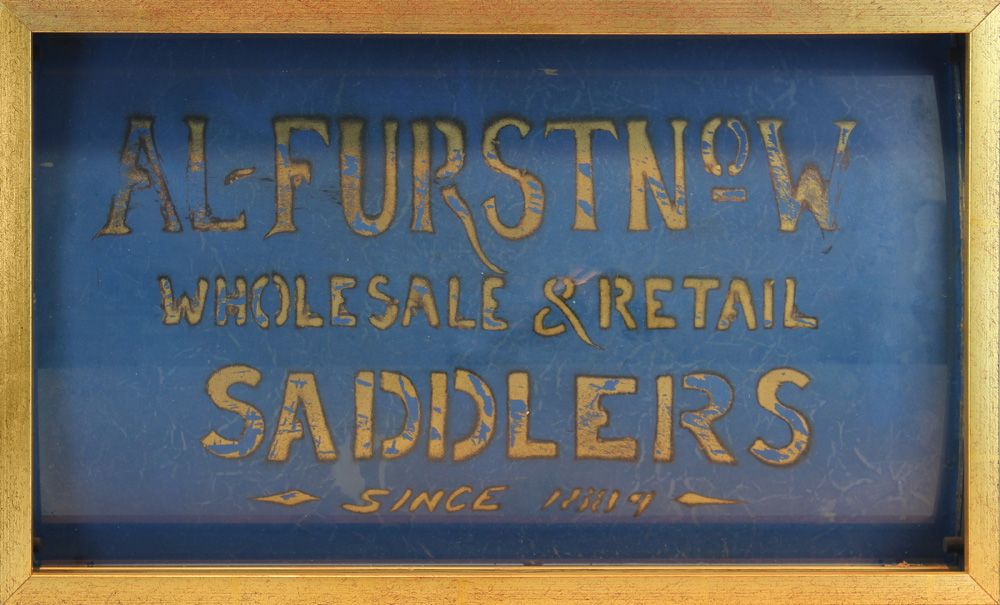 AL-FURSTNOW
WHOLESALE & RETAIL
SADDLERS
SINCE